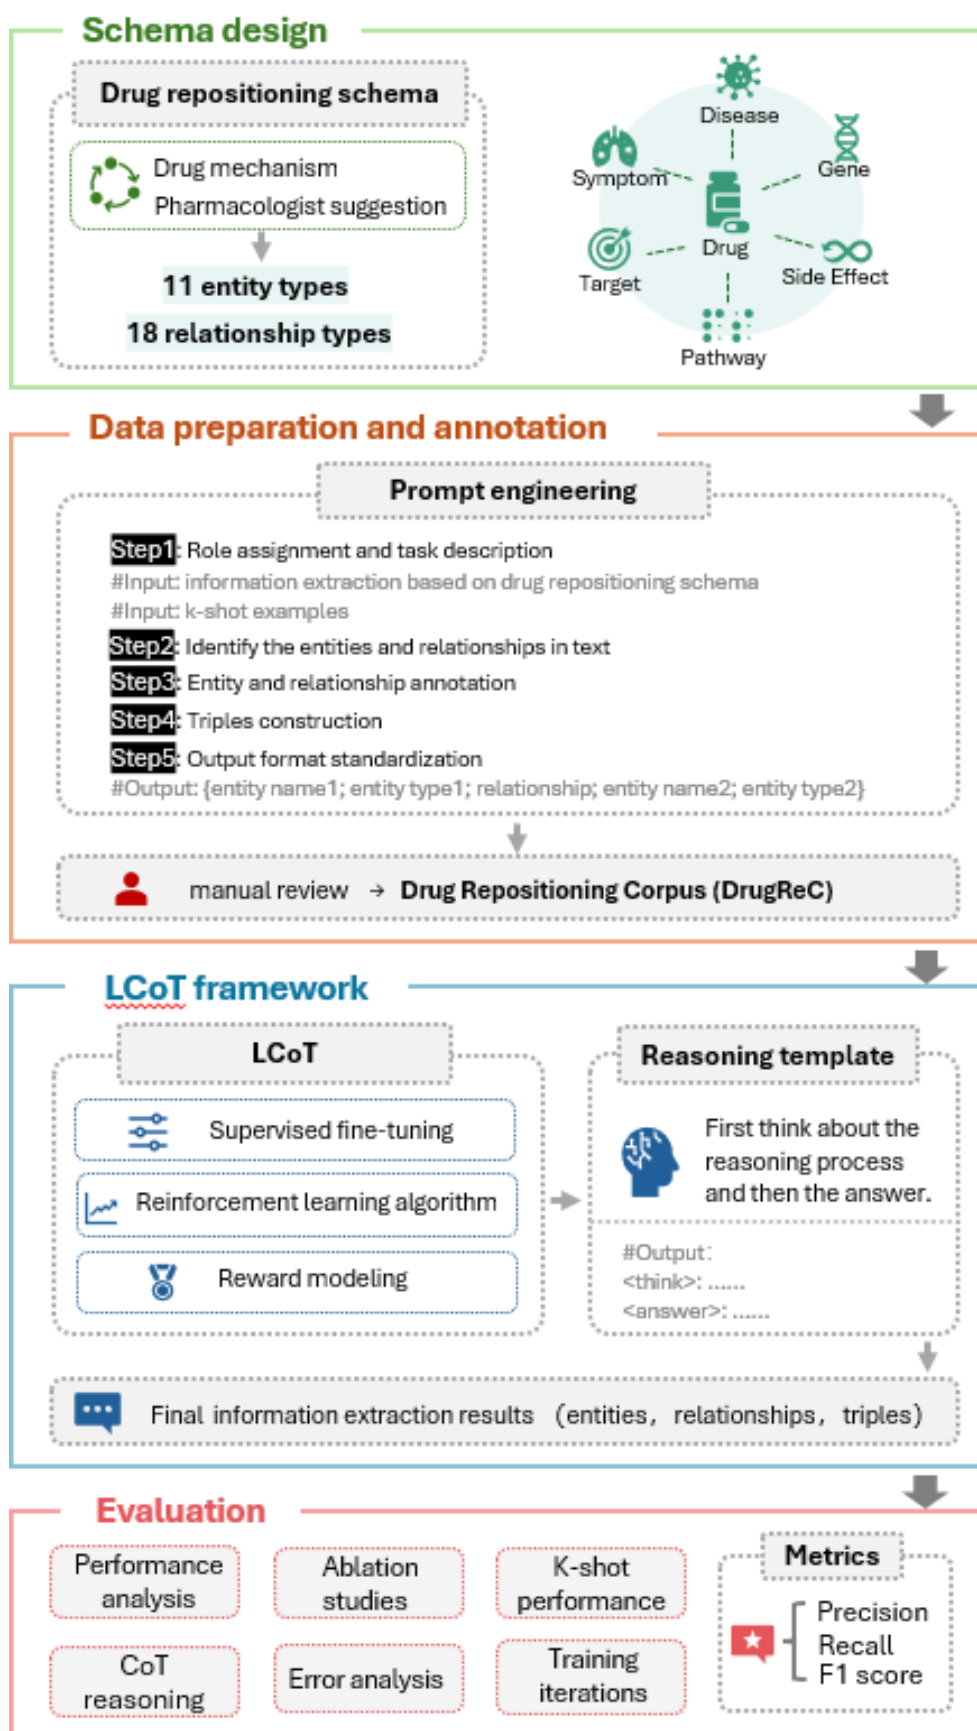 Schema design
Drug repositioning schema
Drug mechanism
Pharmacologist suggestion
11 entity types
18 relationship types
Disease
Symptom
Gene
Drug
Target
Side Effect
Pathway
Data preparation and annotation
Prompt engineering
Step1: Role assignment and task description
#Input: information extraction based on drug repositioning schema
#Input: k-shot examples
Step2: Identify the entities and relationships in text
Step3: Entity and relationship annotation
Step4: Triples construction
Step5: Output format standardization
#Output: {entity name1; entity type1; relationship; entity name2; entity type2}
manual review → Drug Repositioning Corpus (DrugReC)
LCoT framework
LCoT
Supervised fine-tuning
Reinforcement learning algorithm
Reward modeling
Reasoning template
First think about the
reasoning process
and then the answer.
#Output:
<think>: ......
<answer>: ......
Final information extraction results （entities, relationships, triples）
Evaluation
Performance
analysis
Ablation
studies
K-shot
performance
CoT
reasoning
Error analysis
Training
iterations
Metrics
Precision
Recall
F1 score